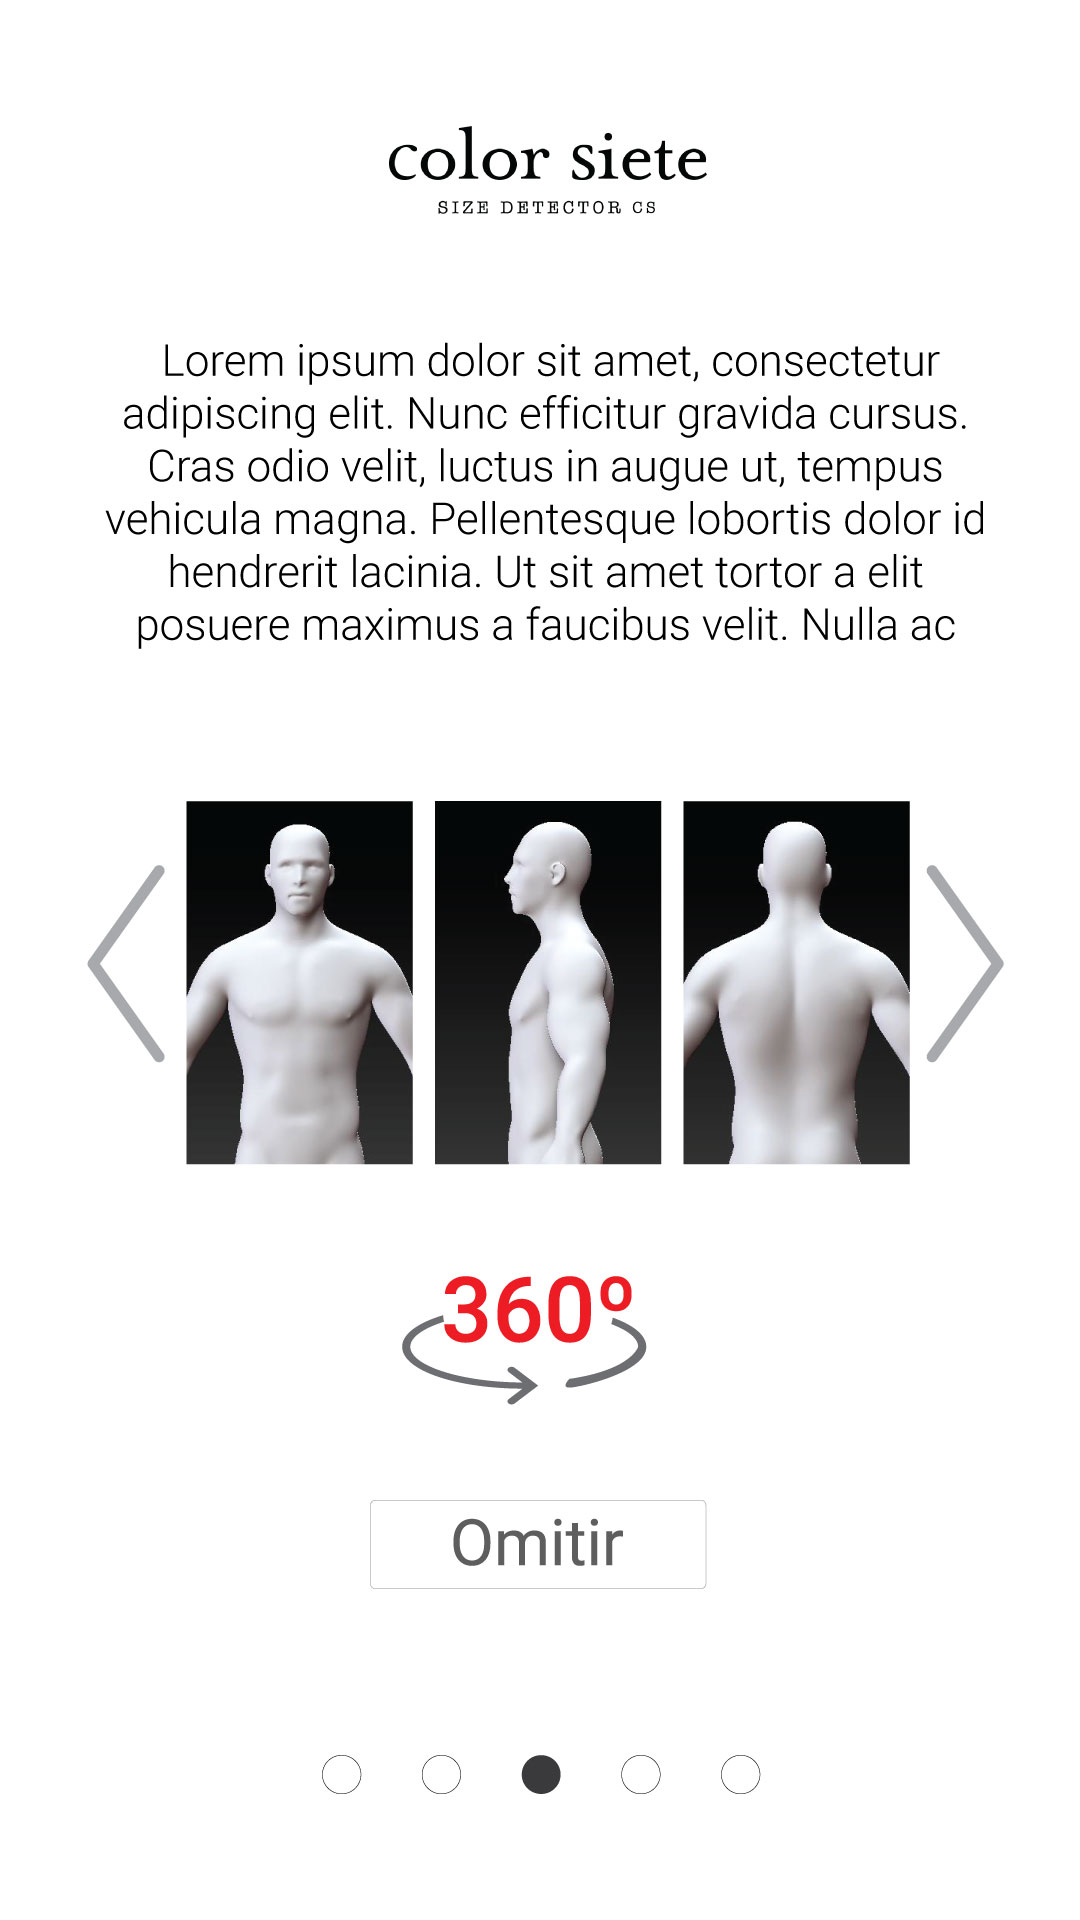 color siete
SIZE DETECTOR CS
Lorem ipsum dolor sit amet, consectetur
adipiscing elit. Nunc efficitur gravida cursus.
Cras odio velit, luctus in augue ut, tempus
vehicula magna. Pellentesque lobortis dolor id
hendrerit lacinia. Ut sit amet tortor a elit
posuere maximus a faucibus velit. Nulla ac
360º
Omitir